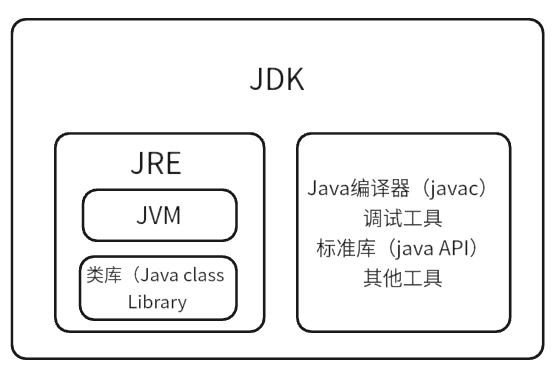 JDK
JRE
JVM
类库（Java class
Library
Java编译器（javac）
调试工具
标准库（java API）
其他工具